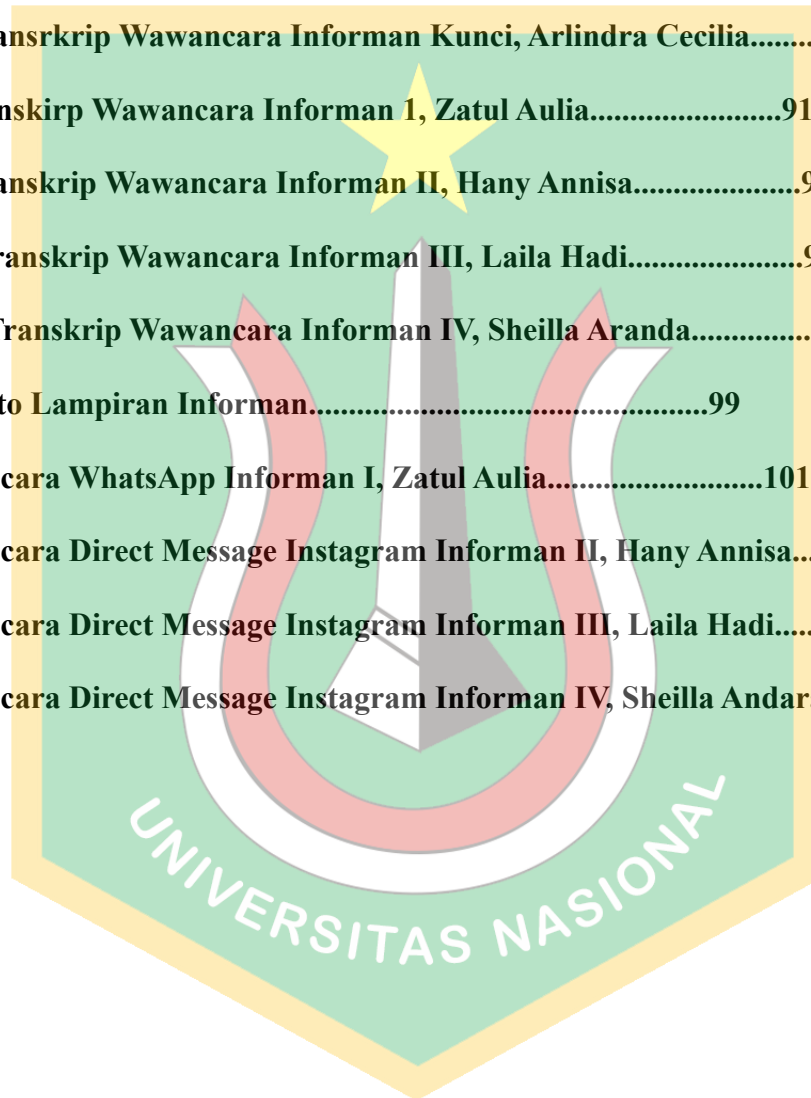 ansrkrip Wawancara Informan Kunci, Arlindra Cecilia.........
nskirp Wawancara Informan 1, Zatul Aulia.......................91
anskrip Wawancara Informan II, Hany Annisa....................9
ranskrip Wawancara Informan III, Laila Hadi.....................9
Transkrip Wawancara Informan IV, Sheilla Aranda...............
to Lampiran Informan................................................99
cara WhatsApp Informan I, Zatul Aulia..........................101
cara Direct Message Instagram Informan II, Hany Annisa...
cara Direct Message Instagram Informan III, Laila Hadi.....
cara Direct Message Instagram Informan IV, Sheilla Andar
UNIVERSITAS NASIONAL